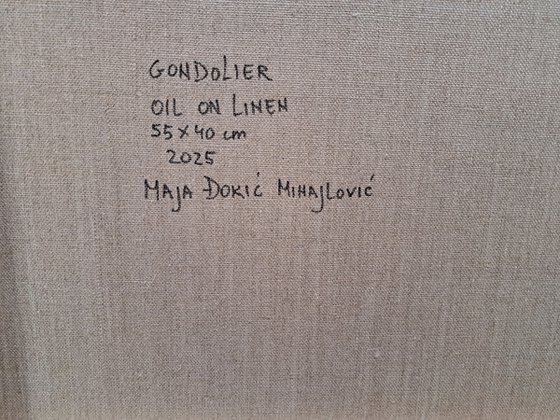 GONDOLIER
OIL ON LINEN
55 x 40 cm
2025
MAJA ĐOKIĆ MIHAJLOVIĆ